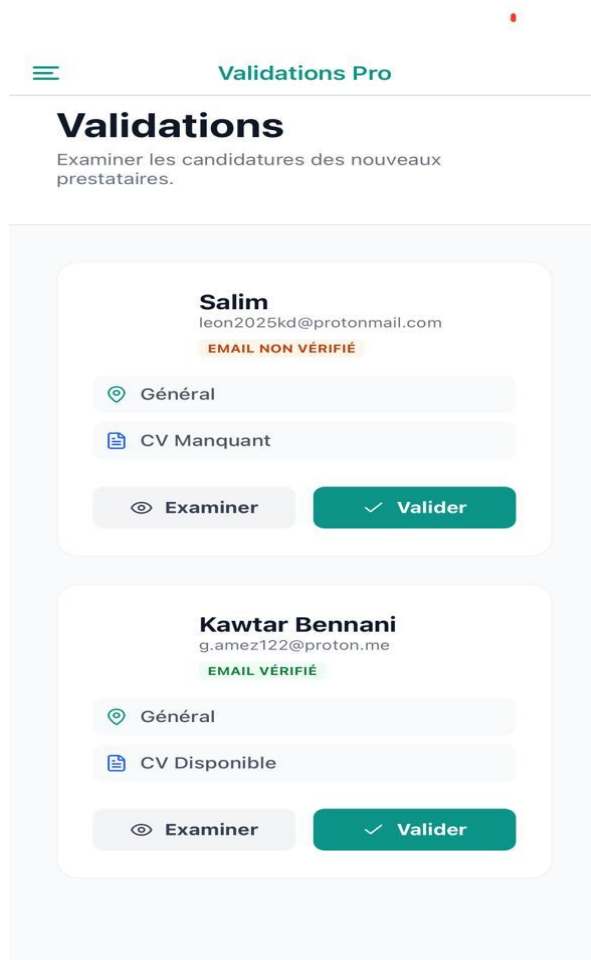 Validations Pro
Validations
Examiner les candidatures des nouveaux
prestataires.
Salim
leon2025kd@protonmail.com
EMAIL NON VÉRIFIÉ
Général
CV Manquant
Examiner
Valider
Kawtar Bennani
g.amez122@proton.me
EMAIL VÉRIFIÉ
Général
CV Disponible
Examiner
Valider